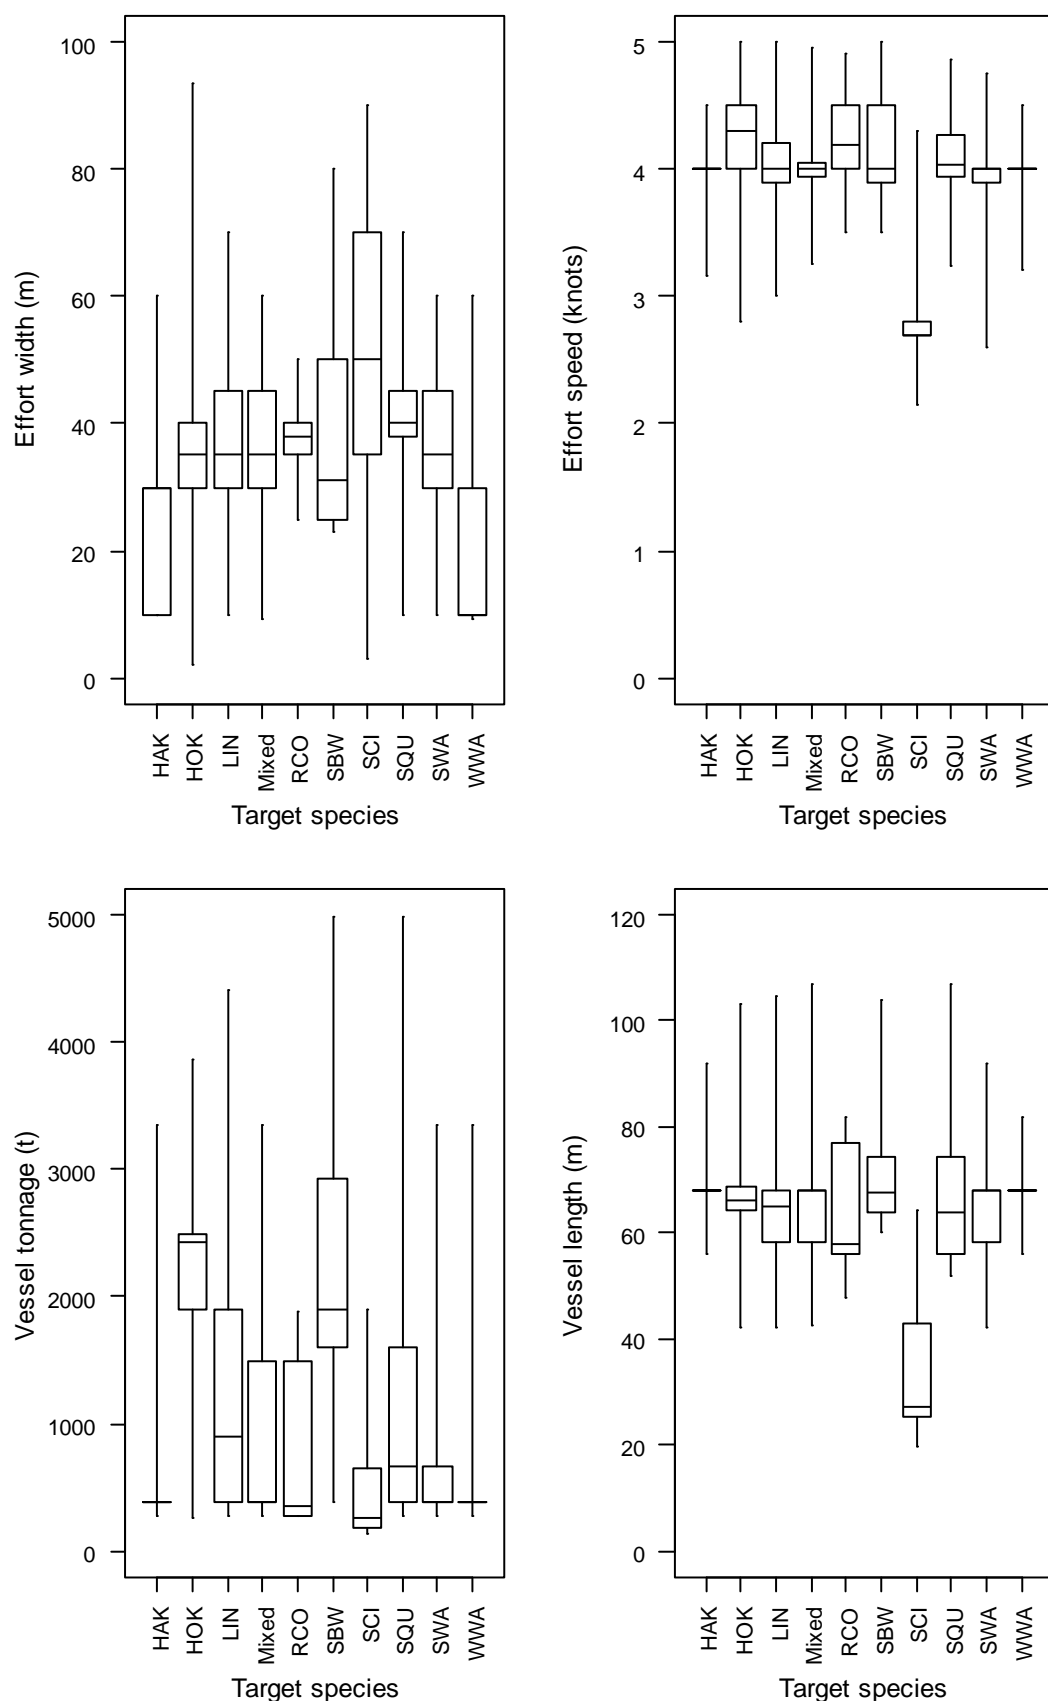 Effort width (m)
100
80
60
40
20
0
HAK HOK LIN Mixed RCO SBW SCI SQU SWA WWA
Target species
Effort speed (knots)
5
4
3
2
1
0
HAK HOK LIN Mixed RCO SBW SCI SQU SWA WWA
Target species
Vessel tonnage (t)
5000
4000
3000
2000
1000
0
HAK HOK LIN Mixed RCO SBW SCI SQU SWA WWA
Target species
Vessel length (m)
120
100
80
60
40
20
0
HAK HOK LIN Mixed RCO SBW SCI SQU SWA WWA
Target species